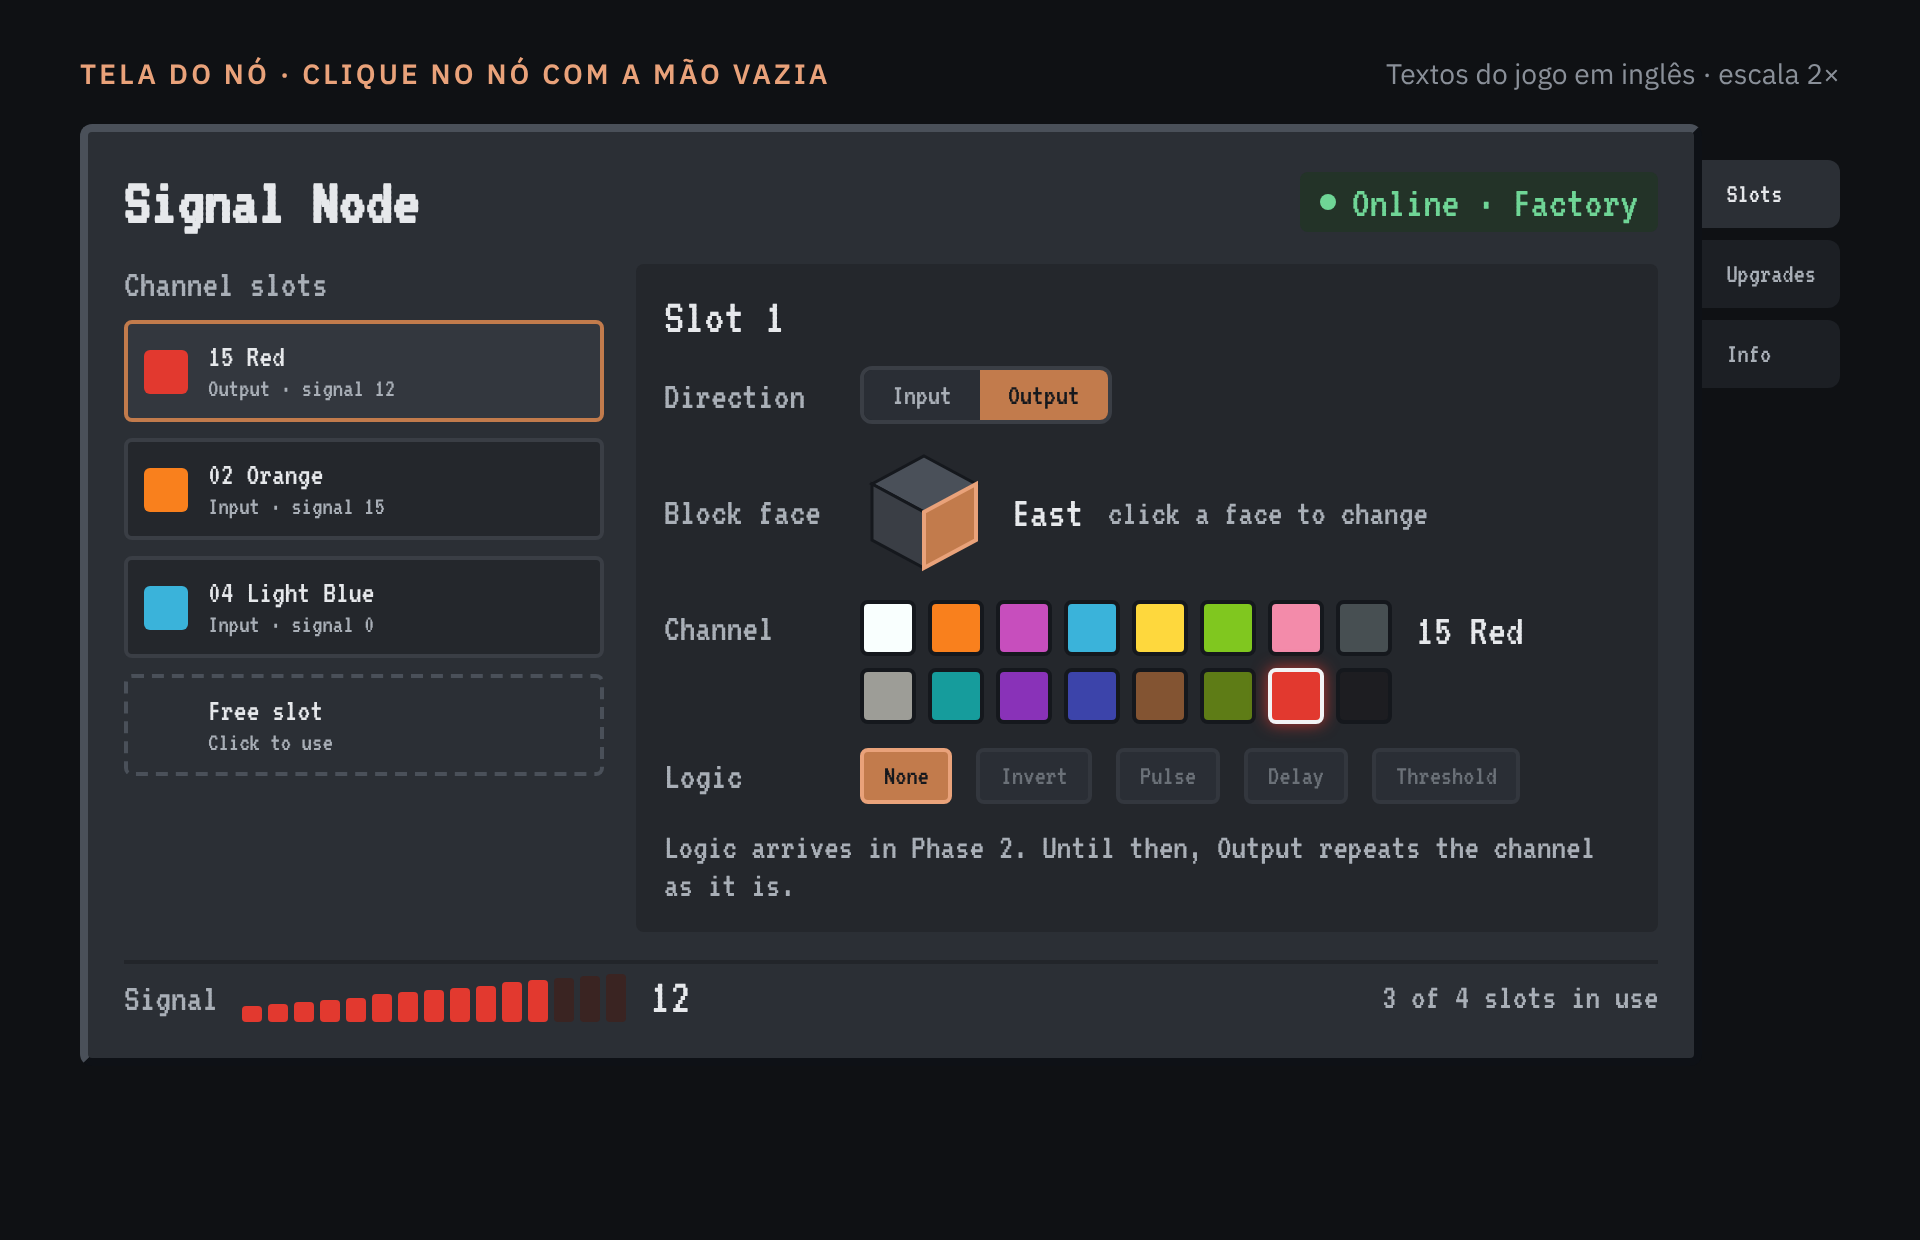 TELA DO NÓ · CLIQUE NO NÓ COM A MÃO VAZIA
Textos do jogo em inglês · escala 2×
Signal Node
Online · Factory
Slots
Upgrades
Info
Channel slots
15 Red
Output · signal 12
02 Orange
Input · signal 15
04 Light Blue
Input · signal 0
Free slot
Click to use
Slot 1
Direction
Input
Output
Block face
East
click a face to change
Channel
15 Red
Logic
None
Invert
Pulse
Delay
Threshold
Logic arrives in Phase 2. Until then, Output repeats the channel
as it is.
Signal
12
3 of 4 slots in use